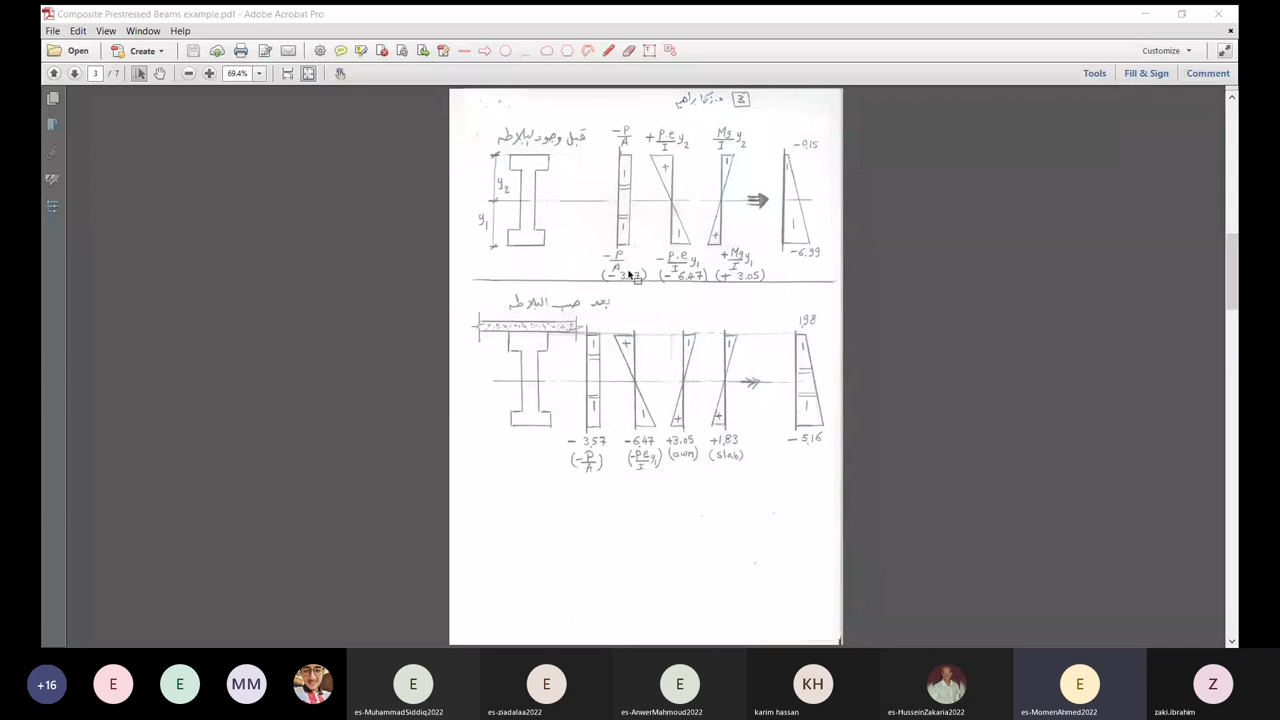 Composite Prestressed Beams example.pdf - Adobe Acrobat Pro
File Edit View Window Help
Open Create Customize
3 / 7 69.4% Tools Fill & Sign Comment
3
قبل وجود البلاطه
-P/A +P.e/I y2 Mg/I y2
-0.15
y2
y1
-6.99
-P/A -P.e/I y1 +Mg/I y1
(-6.47) (+3.05)
بعد صب البلاطه
1.98
-3.57 -6.47 +3.05 +1.83 -5.16
(-P/A) (-Pe/I y1) (own) (slab)
+16 E E MM E E E KH E Z
es-MuhammadSiddiq2022 es-ziadalaa2022 es-AnwerMahmoud2022 karim hassan es-HusseinZakaria2022 es-MomenAhmed2022 zaki.ibrahim